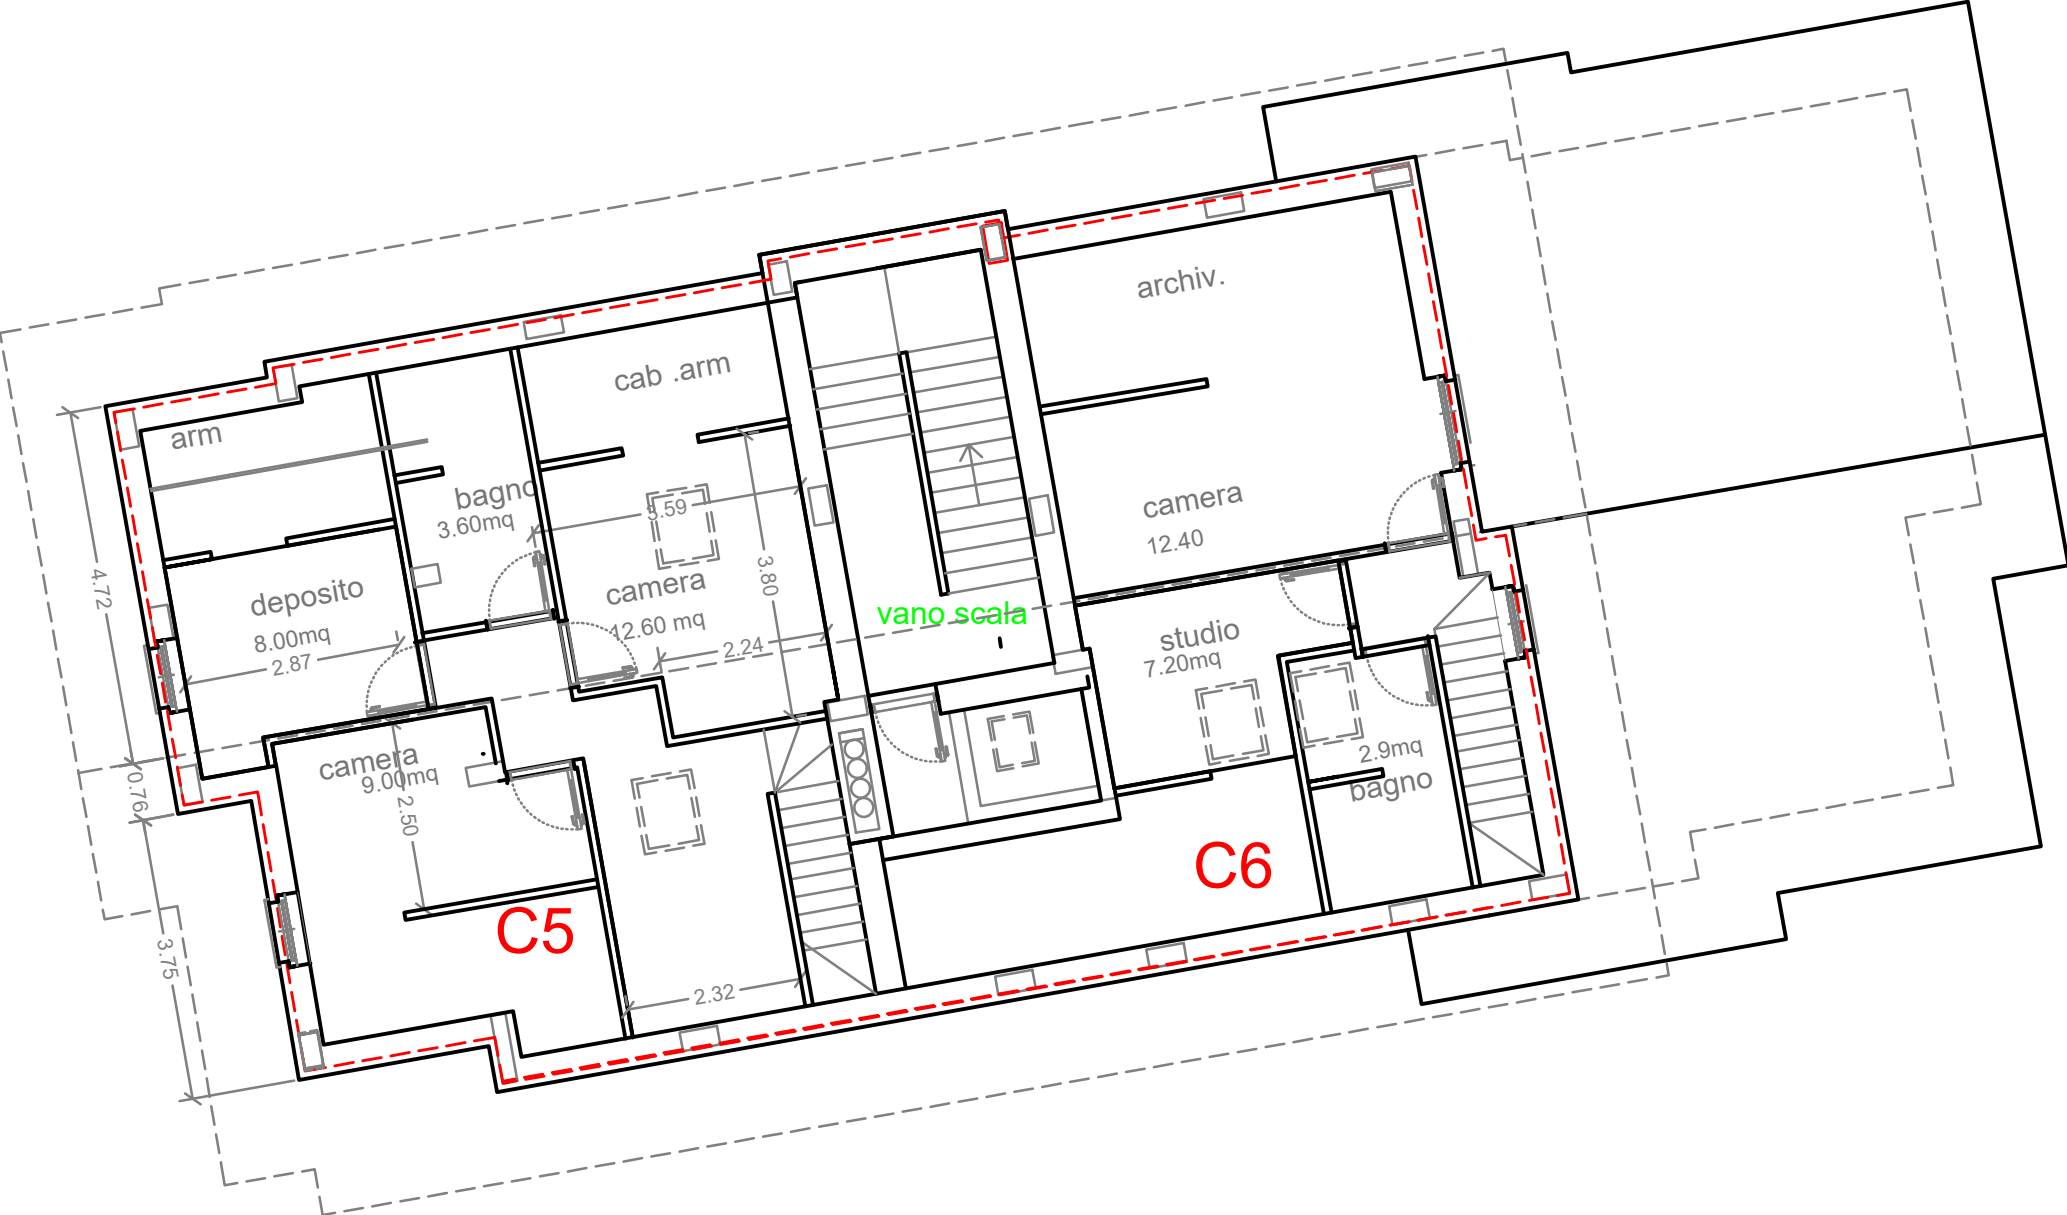 archiv.
cab .arm
arm
bagno
3.60mq
camera
12.40
3.80
4.72
deposito
8.00mq
2.87
camera
12.60 mq
2.24
vano scala
studio
7.20mq
2.9mq
bagno
camera
9.00mq
0.76
2.50
C6
C5
3.75
2.32